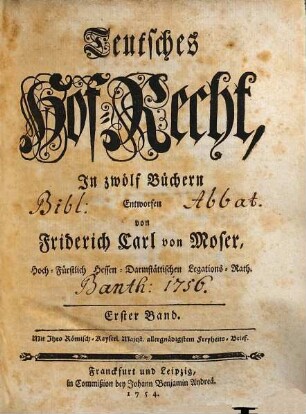 Teutsches
Hof-Recht,
In zwölf Büchern
Bibl: Entworfen Abbat.
von
Friderich Carl von Moser,
Hoch-Fürstlich Hessen-Darmstättischen Legations-Rath.
Banth: 1756.
Erster Band.
Mit Ihro Römisch-Kayserl. Majest. allergnädigstem Freyheits-Brief.
Franckfurt und Leipzig,
in Commißion bey Johann Benjamin Andreä.
1754.